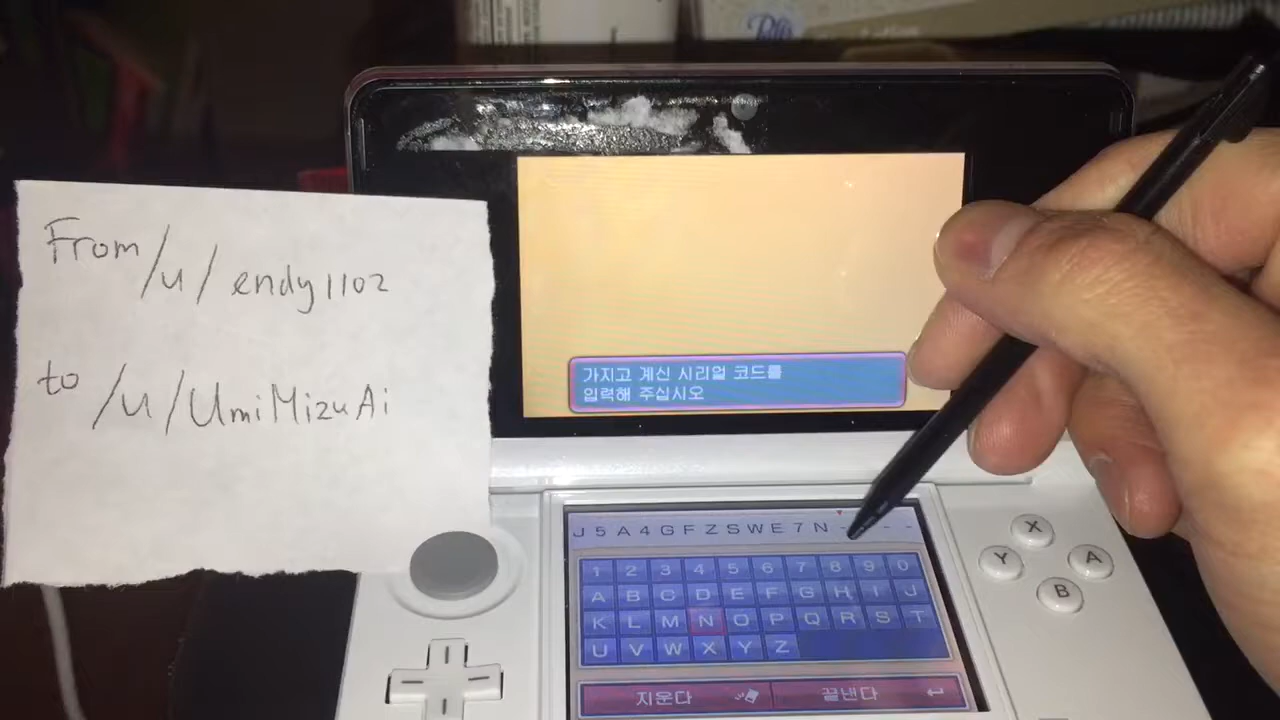 From /u/ endy1102
to /u/UmiMizuAi
가지고 계신 시리얼 코드를
입력해 주십시오
J5A4GFZSWE7N----
1 2 3 4 5 6 7 8 9 0
A B C D E F G H I J
K L M N O P Q R S T
U V W X Y Z
지운다 끝낸다
X
Y A
B